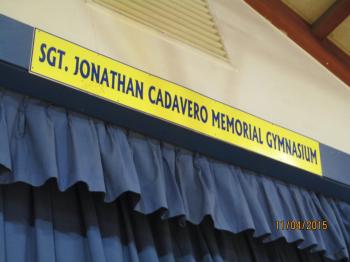 SGT. JONATHAN CADAVERO MEMORIAL GYMNASIUM
11/04/2015